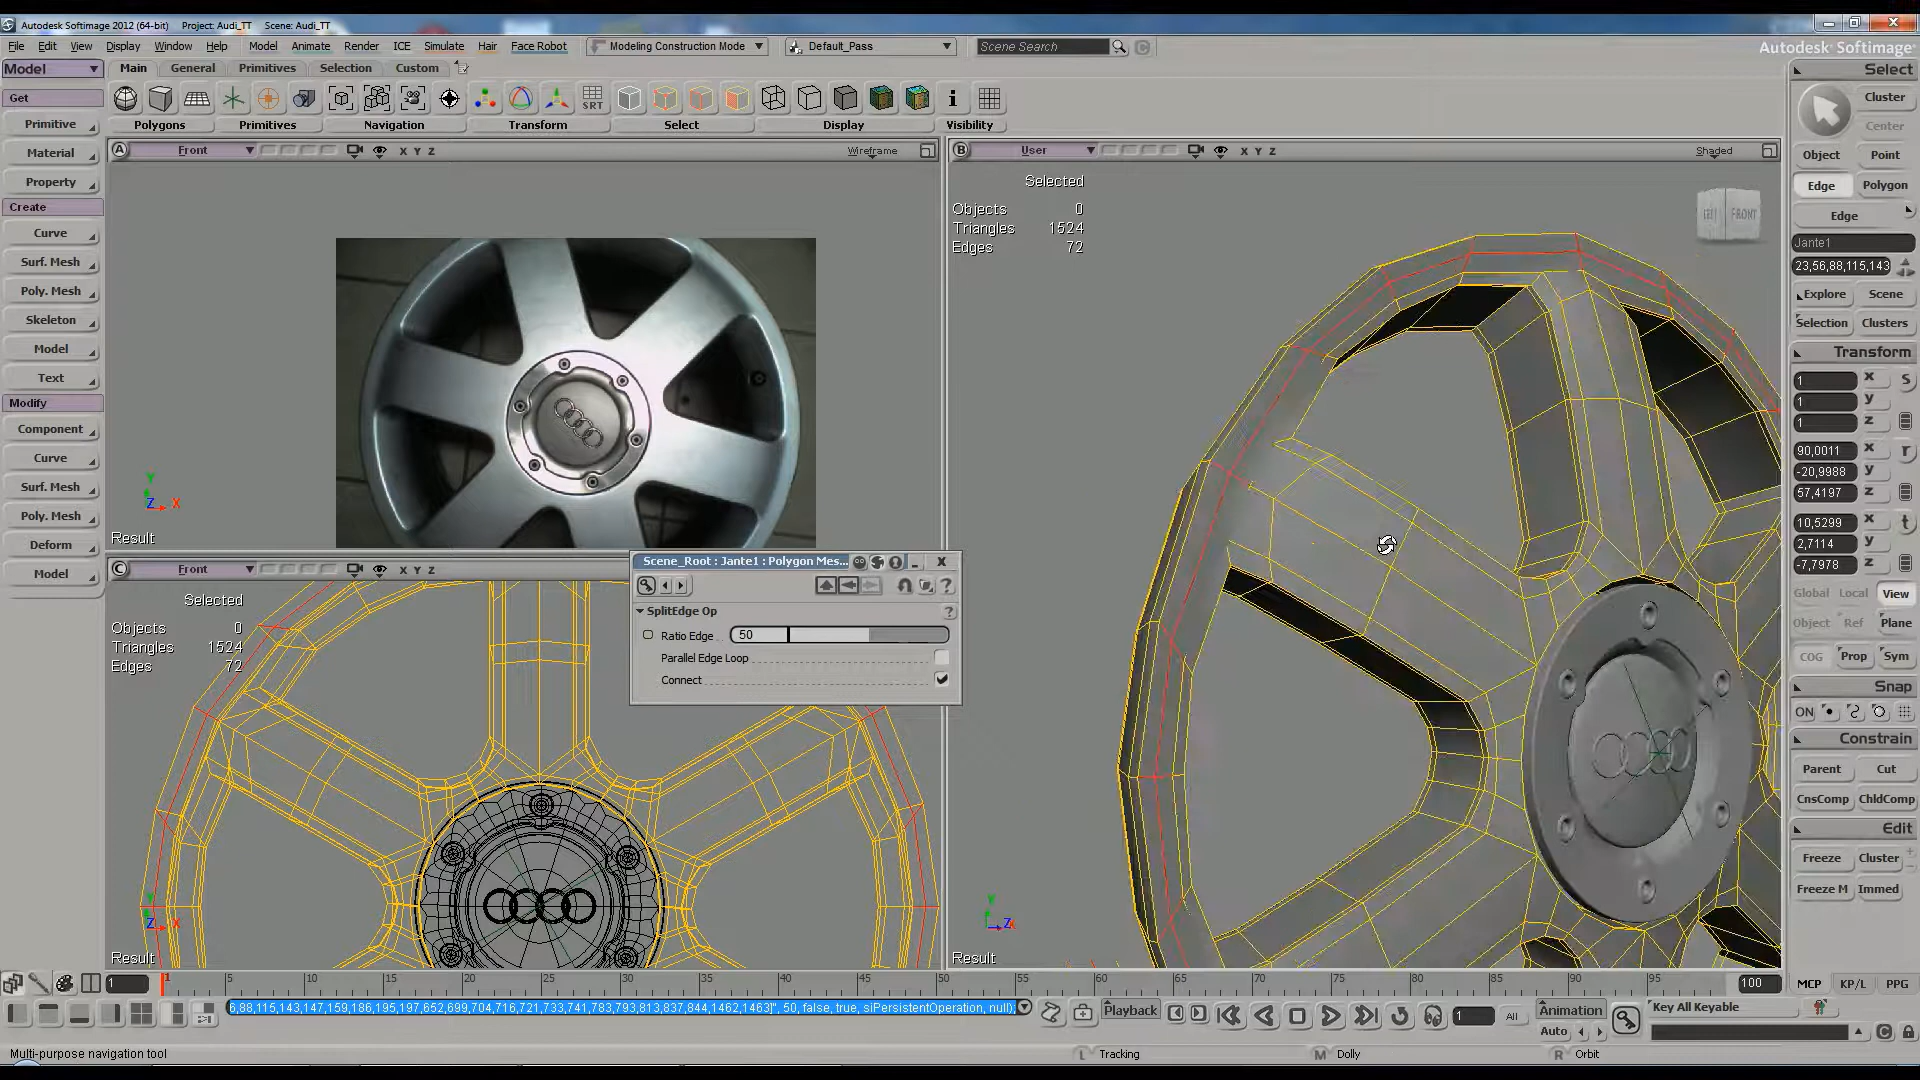 Autodesk Softimage 2012 (64-bit)    Project: Audi_TT    Scene: Audi_TT
File Edit View Display Window Help Model Animate Render ICE Simulate Hair Face Robot Modeling Construction Mode Default_Pass Scene Search
Autodesk® Softimage®
Model Main General Primitives Selection Custom
Select
Get
Cluster
SRT
Primitive
Polygons Primitives Navigation Transform Select Display Visibility
Center
Material
A Front X Y Z Wireframe
B User X Y Z Shaded
Object Point
Property
Selected
Edge Polygon
Create
Objects 0
LEFT FRONT
Edge
Curve
Triangles 1524
Jante1
Edges 72
Surf. Mesh
23,56,88,115,143
Poly. Mesh
Explore Scene
Skeleton
Selection Clusters
Model
Transform
Text
1 x S
Modify
1 y
1 z
Component
90,0011 x r
Curve
-20,9988 y
Surf. Mesh
57,4197 z
Y
Z X
Poly. Mesh
10,5299 x t
Result
2,7114 y
Deform
-7,7978 z
Model
C Front X Y Z
Scene_Root : Jante1 : Polygon Mes...
Global Local View
Selected
SplitEdge Op
Object Ref Plane
Objects 0
Ratio Edge 50
Triangles 1524
Parallel Edge Loop
COG Prop Sym
Edges 72
Connect
Snap
ON
Constrain
Parent Cut
CnsComp ChldComp
Edit
Freeze Cluster
Freeze M Immed
Y
Z X
Y
Result
Result
1 1 5 10 15 20 25 30 35 40 45 50 55 60 65 70 75 80 85 90 95 100 MCP KP/L PPG
6,88,115,143,147,159,186,195,197,652,699,704,716,721,733,741,783,793,813,837,844,1462,1463]", 50, false, true, siPersistentOperation, null);
Playback 1 All Animation Key All Keyable
Auto
Multi-purpose navigation tool L Tracking M Dolly R Orbit